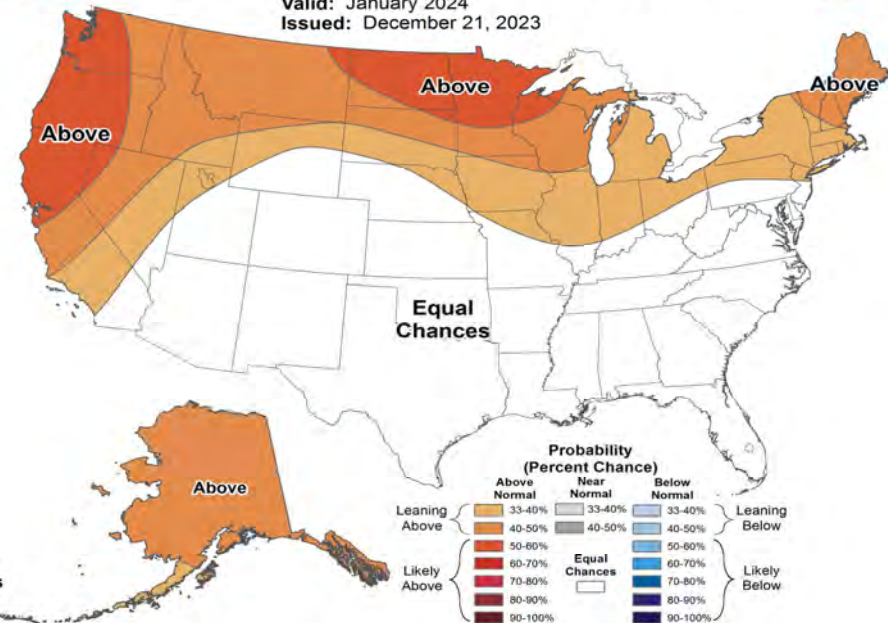 Valid: January 2024
Issued: December 21, 2023
Above
Above
Above
Equal
Chances
Above
Probability
(Percent Chance)
Above
Normal
Near
Normal
Below
Normal
Leaning
Above
33-40%
33-40%
33-40%
Leaning
Below
40-50%
40-50%
40-50%
Likely
Above
50-60%
Equal
Chances
50-60%
Likely
Below
60-70%
60-70%
70-80%
70-80%
80-90%
80-90%
90-100%
90-100%
s